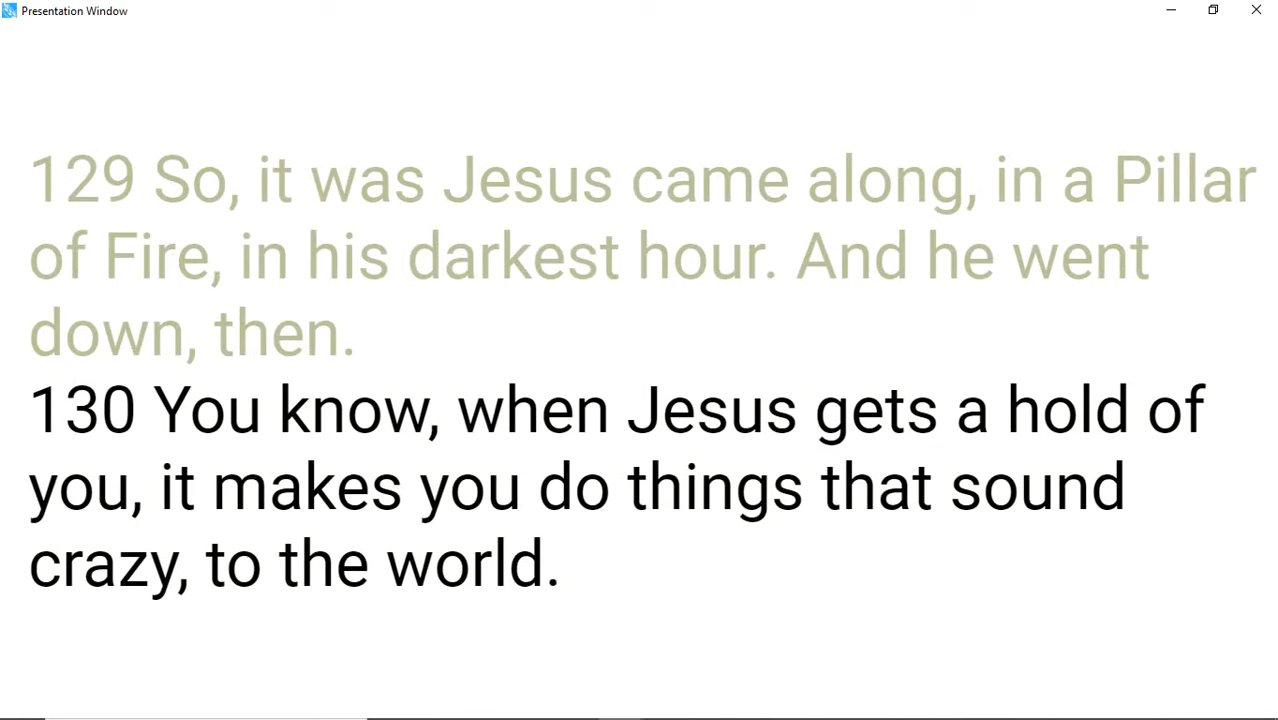 Presentation Window
129 So, it was Jesus came along, in a Pillar
of Fire, in his darkest hour. And he went
down, then.
130 You know, when Jesus gets a hold of
you, it makes you do things that sound
crazy, to the world.